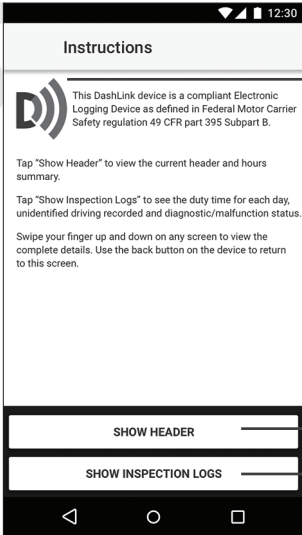 12:30
Instructions
This DashLink device is a compliant Electronic
Logging Device as defined in Federal Motor Carrier
Safety regulation 49 CFR part 395 Subpart B.
Tap “Show Header” to view the current header and hours
summary.
Tap “Show Inspection Logs” to see the duty time for each day,
unidentified driving recorded and diagnostic/malfunction status.
Swipe your finger up and down on any screen to view the
complete details. Use the back button on the device to return
to this screen.
SHOW HEADER
SHOW INSPECTION LOGS